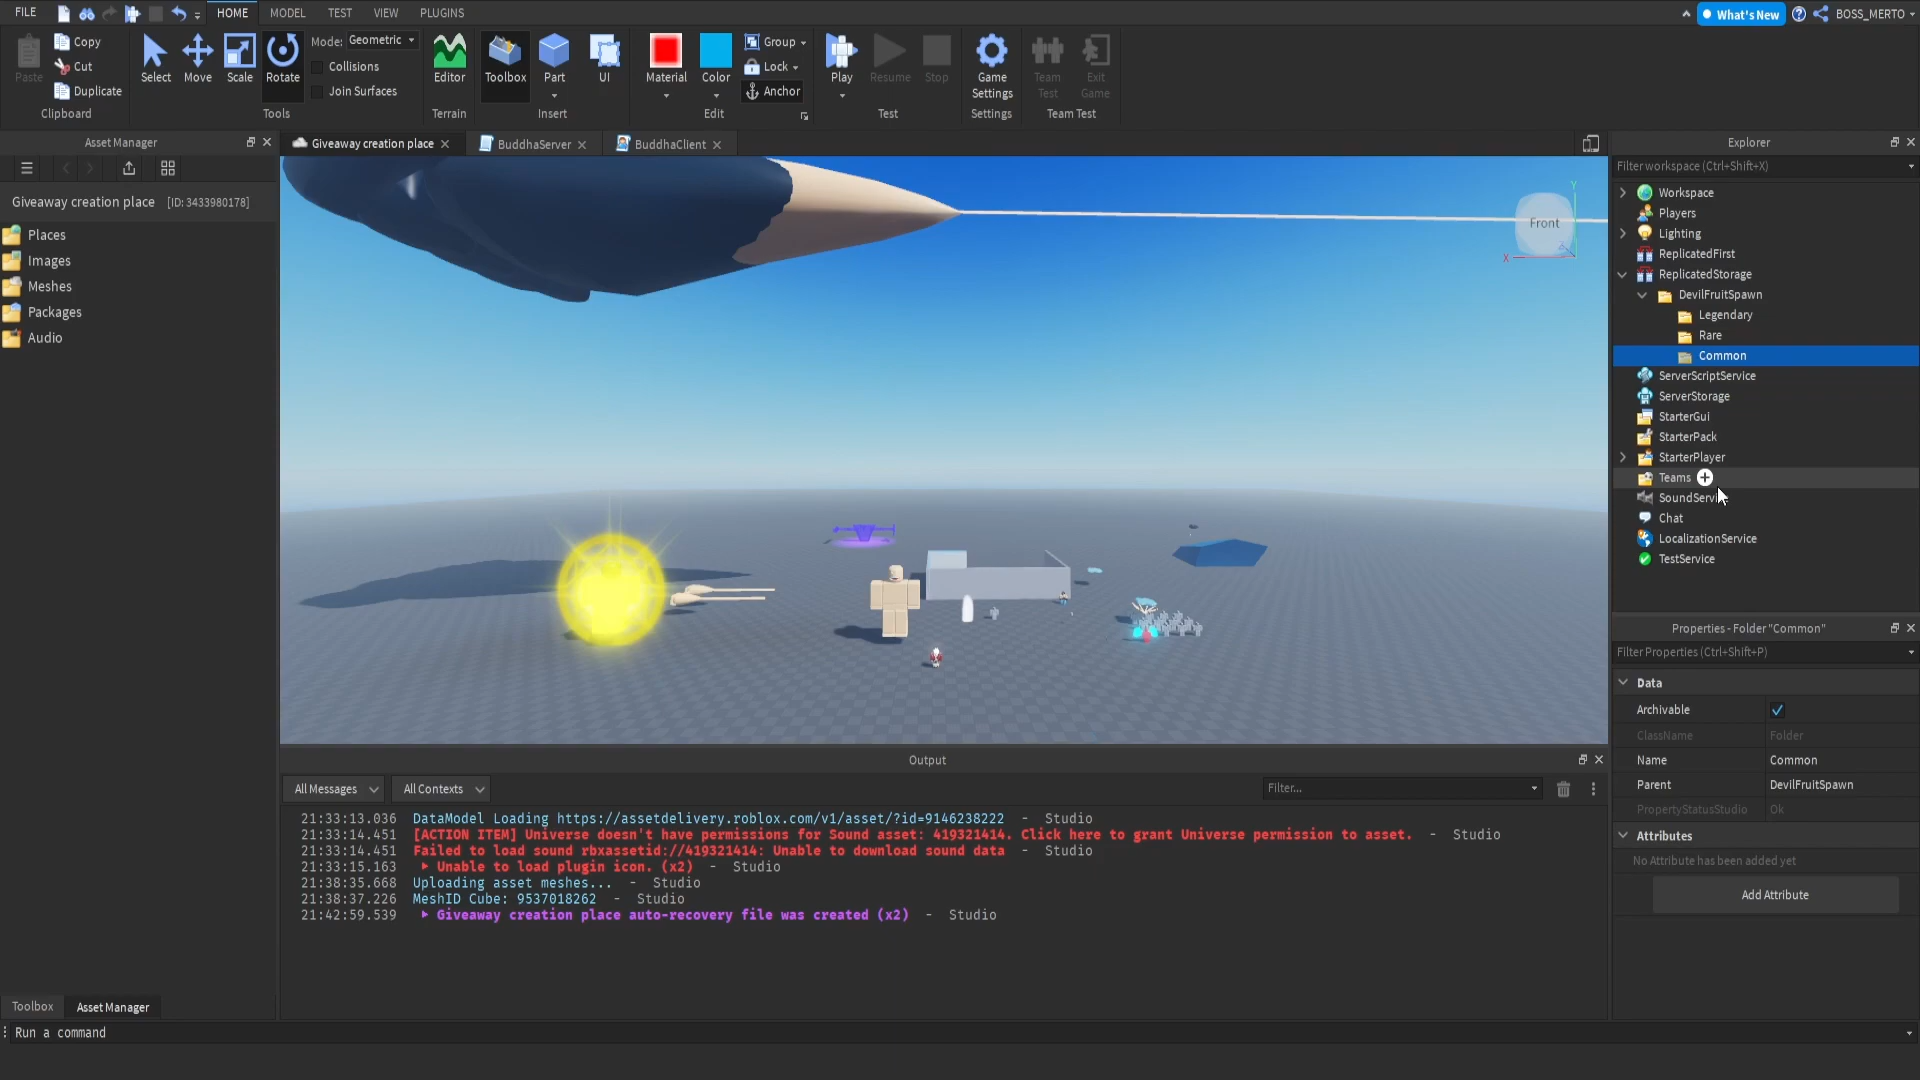 FILE
HOME
MODEL
TEST
VIEW
PLUGINS
What's New
BOSS_MERTO
Paste
Copy
Cut
Duplicate
Clipboard
Select
Move
Scale
Rotate
Mode: Geometric
Collisions
Join Surfaces
Tools
Editor
Terrain
Toolbox
Part
UI
Insert
Material
Color
Group
Lock
Anchor
Edit
Play
Resume
Stop
Test
Game
Settings
Settings
Team
Test
Exit
Game
Team Test
Asset Manager
Giveaway creation place [ID: 3433980178]
Places
Images
Meshes
Packages
Audio
Toolbox
Asset Manager
Giveaway creation place
BuddhaServer
BuddhaClient
Y
Front
X
Output
All Messages
All Contexts
Filter...
21:33:13.036 DataModel Loading https://assetdelivery.roblox.com/v1/asset/?id=9146238222 - Studio
21:33:14.451 [ACTION ITEM] Universe doesn't have permissions for Sound asset: 419321414. Click here to grant Universe permission to asset. - Studio
21:33:14.451 Failed to load sound rbxassetid://419321414: Unable to download sound data - Studio
21:33:15.163 Unable to load plugin icon. (x2) - Studio
21:38:35.668 Uploading asset meshes... - Studio
21:38:37.226 MeshID Cube: 9537018262 - Studio
21:42:59.539 Giveaway creation place auto-recovery file was created (x2) - Studio
Explorer
Filter workspace (Ctrl+Shift+X)
Workspace
Players
Lighting
ReplicatedFirst
ReplicatedStorage
DevilFruitSpawn
Legendary
Rare
Common
ServerScriptService
ServerStorage
StarterGui
StarterPack
StarterPlayer
Teams
SoundService
Chat
LocalizationService
TestService
Properties - Folder "Common"
Filter Properties (Ctrl+Shift+P)
Data
Archivable
ClassName Folder
Name Common
Parent DevilFruitSpawn
PropertyStatusStudio Ok
Attributes
No Attribute has been added yet
Add Attribute
Run a command